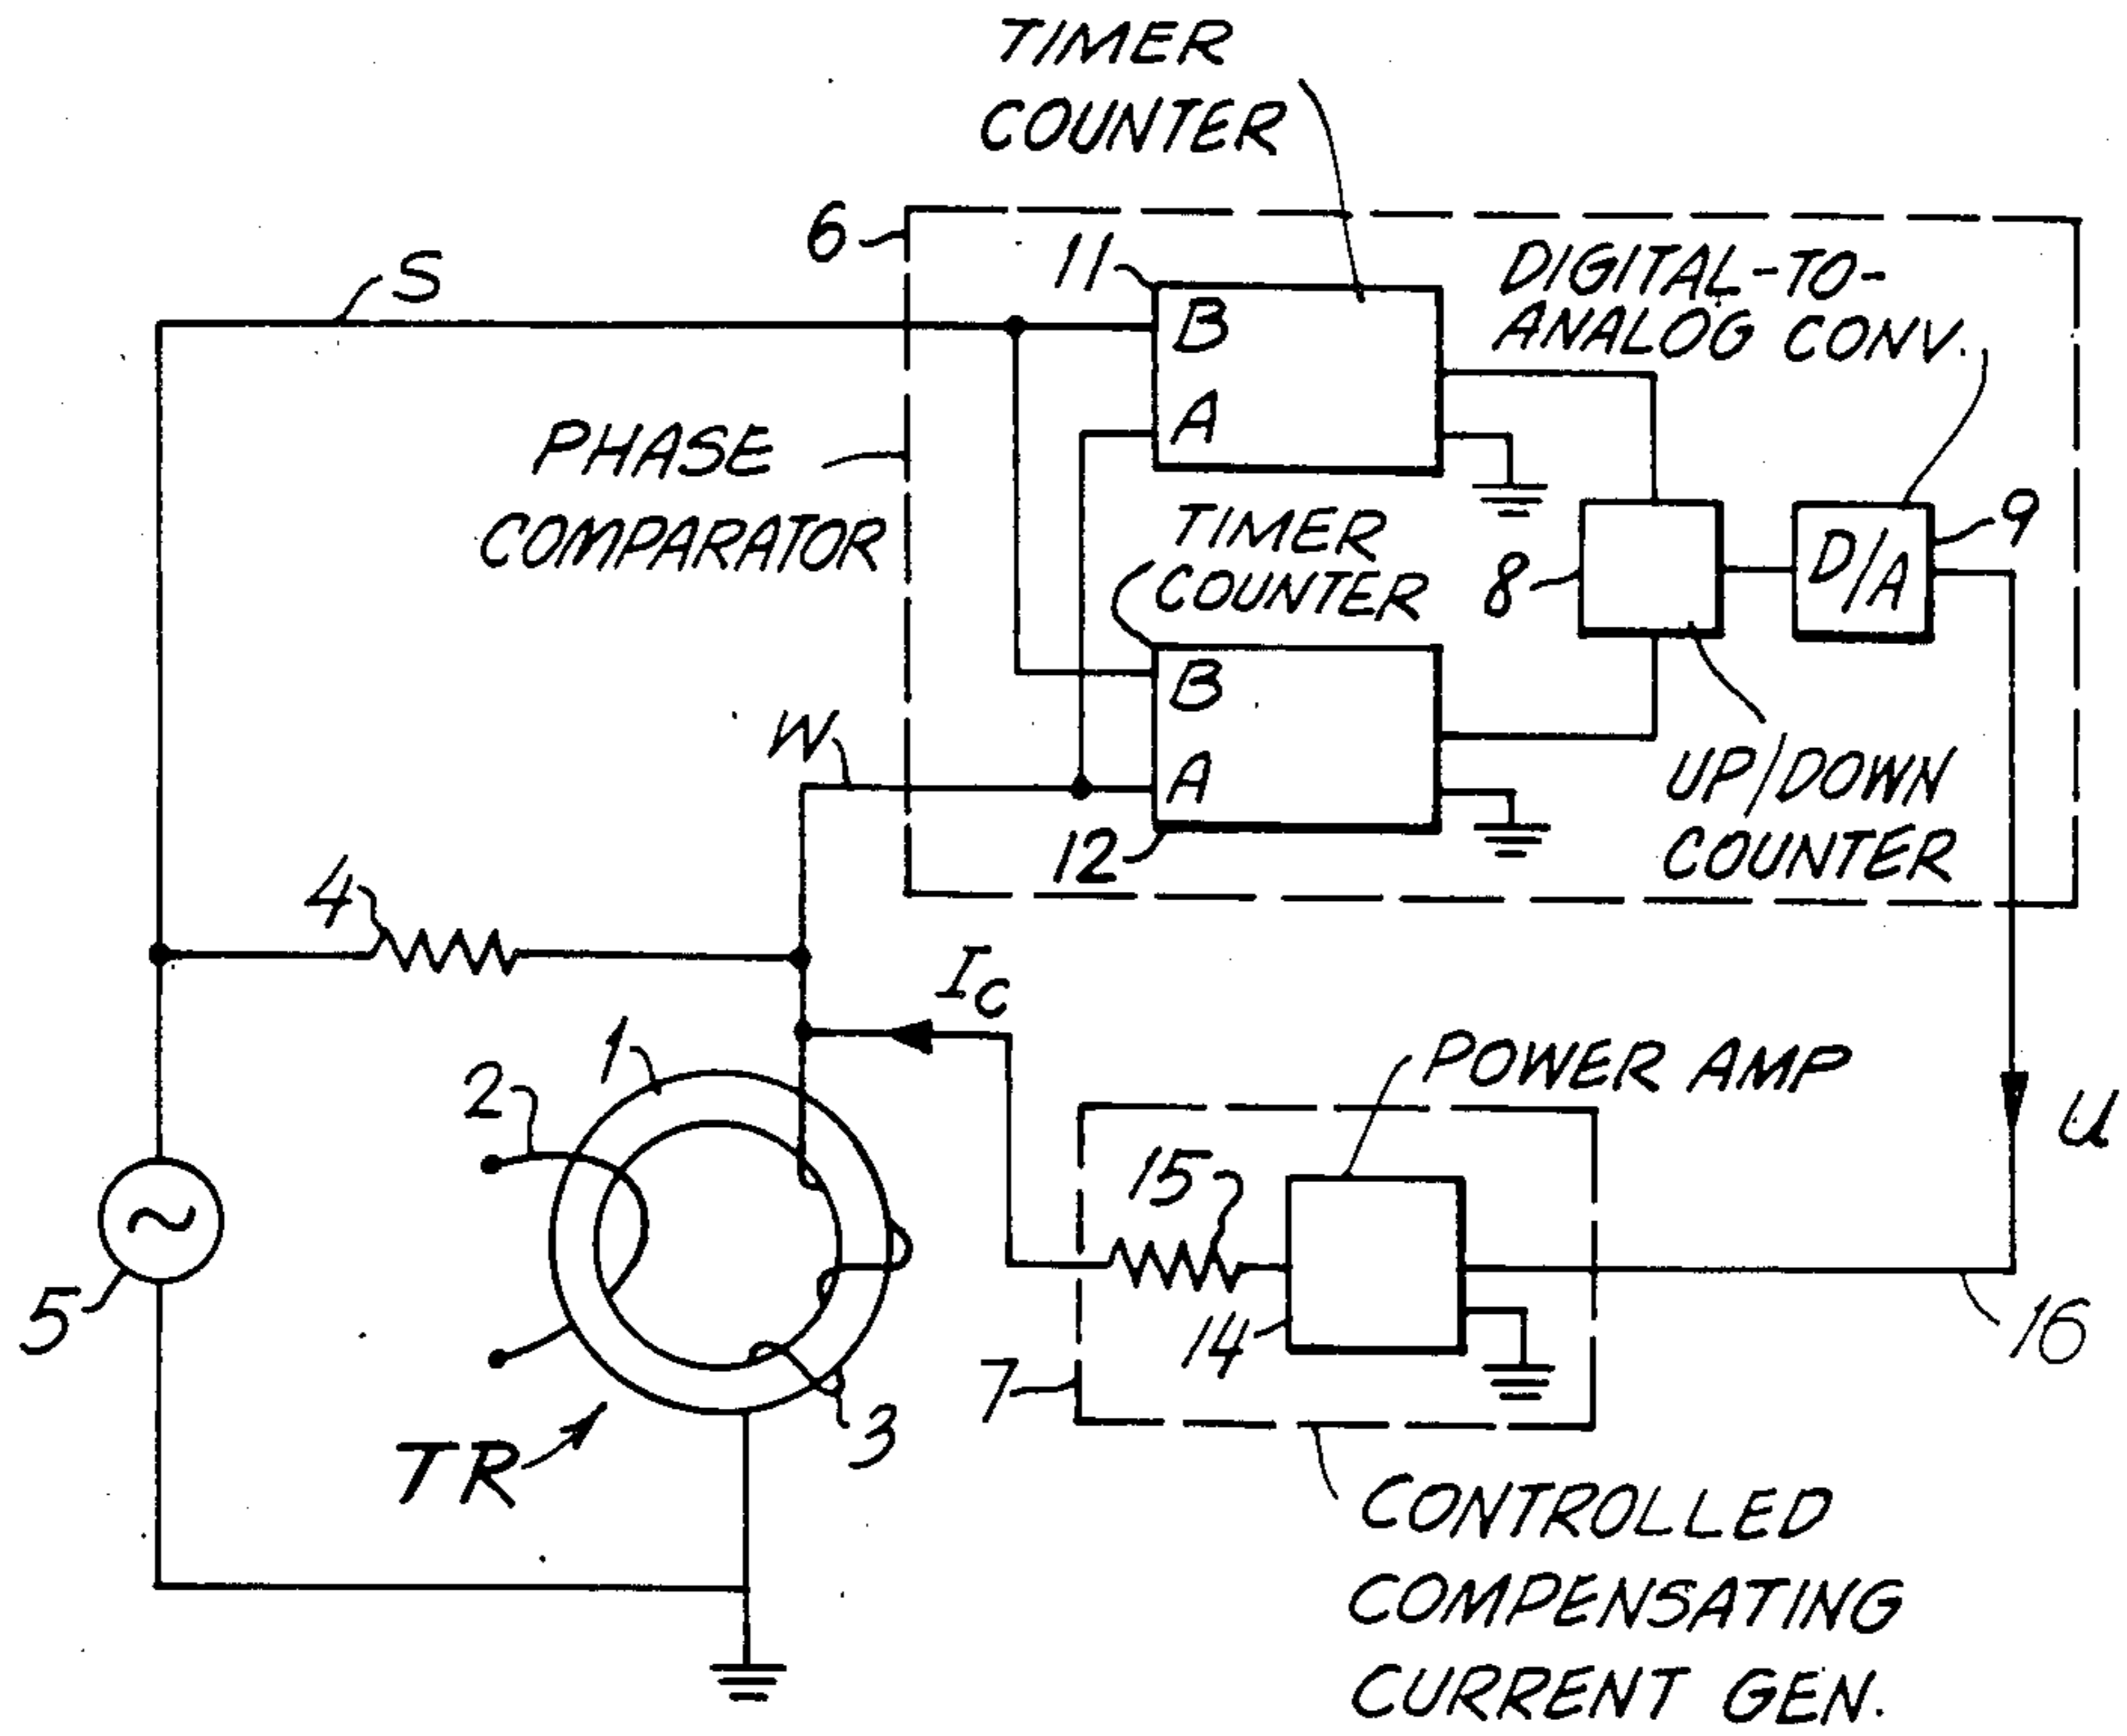 TIMER
COUNTER
6
11
S
B
A
DIGITAL-TO-
ANALOG CONV.
PHASE
COMPARATOR
TIMER
COUNTER
8
D/A
9
B
A
W
12
UP/DOWN
COUNTER
4
Ic
1
2
POWER AMP
U
15
5
14
16
7
3
TR
CONTROLLED
COMPENSATING
CURRENT GEN.